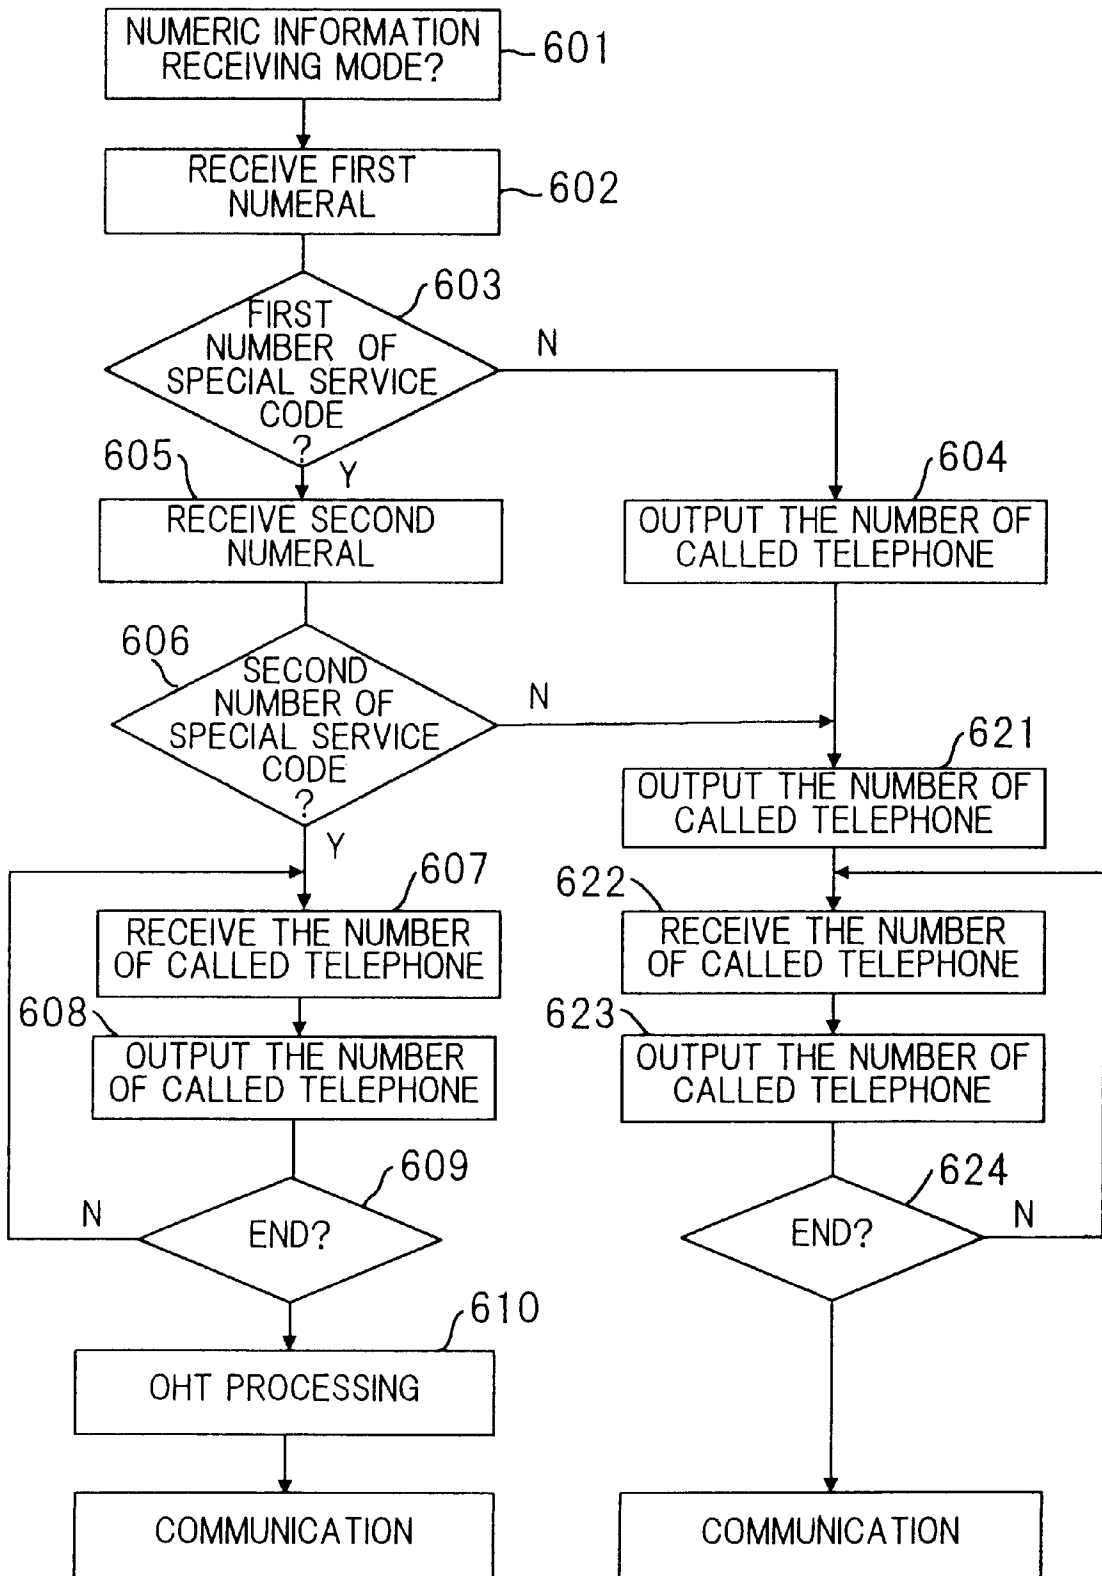 NUMERIC INFORMATION
RECEIVING MODE?
601
RECEIVE FIRST
NUMERAL
602
603
FIRST
NUMBER OF
SPECIAL SERVICE
CODE
?
N
Y
605
RECEIVE SECOND
NUMERAL
604
OUTPUT THE NUMBER OF
CALLED TELEPHONE
606
SECOND
NUMBER OF
SPECIAL SERVICE
CODE
?
N
Y
621
OUTPUT THE NUMBER OF
CALLED TELEPHONE
607
RECEIVE THE NUMBER
OF CALLED TELEPHONE
622
RECEIVE THE NUMBER
OF CALLED TELEPHONE
608
OUTPUT THE NUMBER
OF CALLED TELEPHONE
623
OUTPUT THE NUMBER OF
CALLED TELEPHONE
609
N
END?
624
END?
N
610
OHT PROCESSING
COMMUNICATION
COMMUNICATION